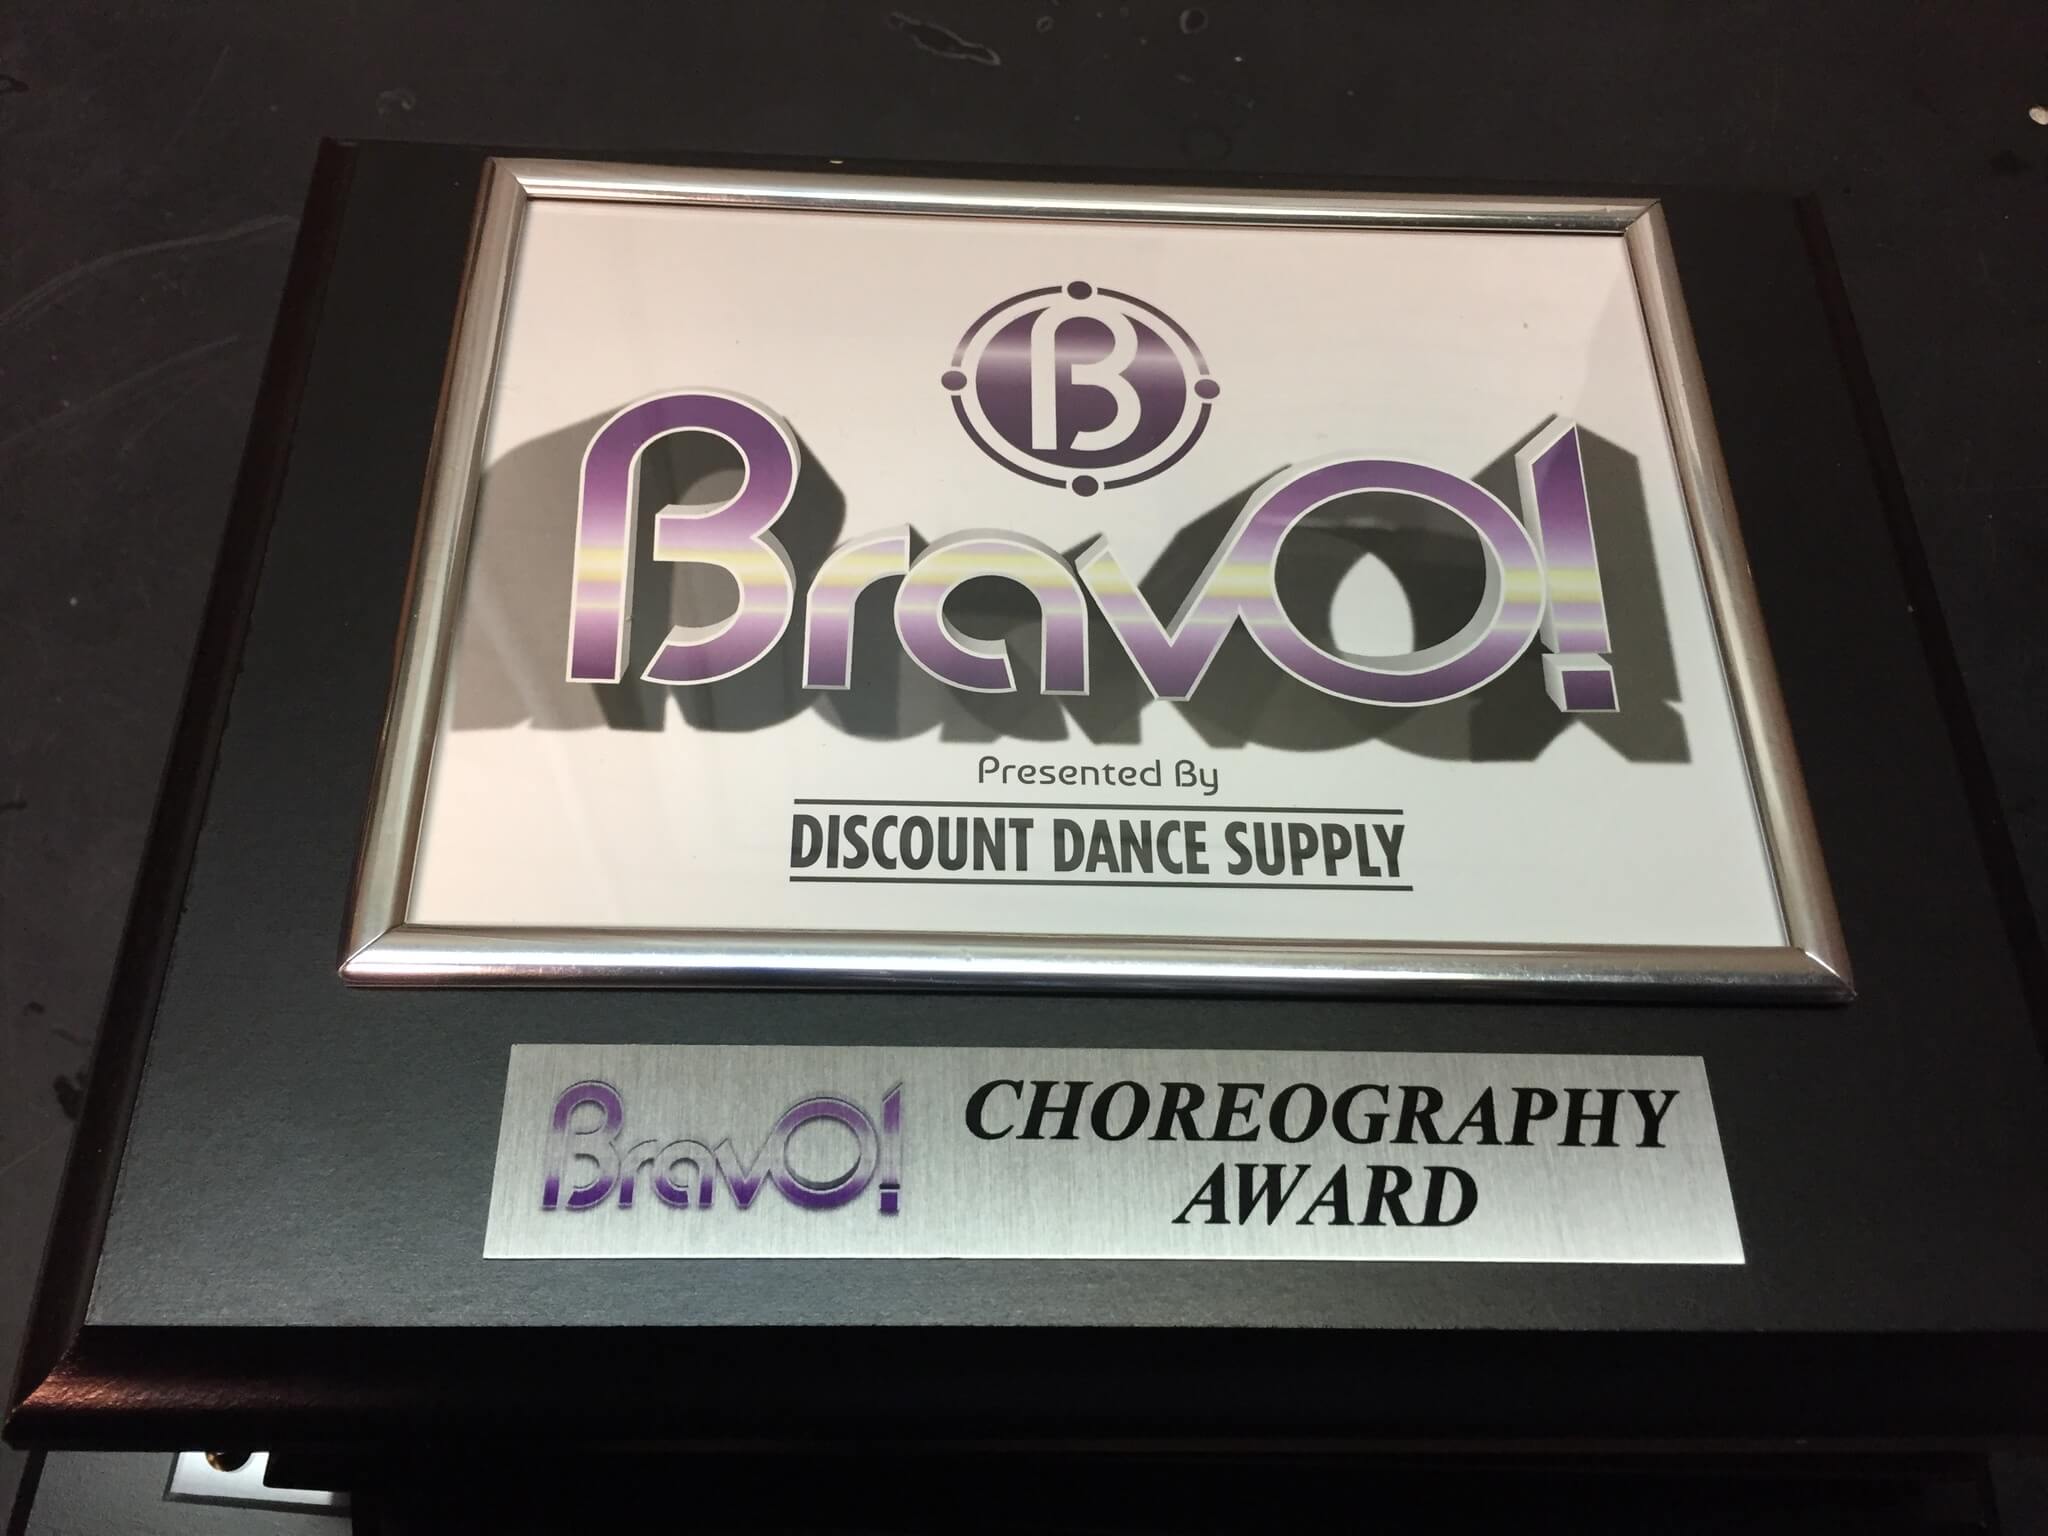 B
BravO!
Presented By
DISCOUNT DANCE SUPPLY
BravO! CHOREOGRAPHY
AWARD